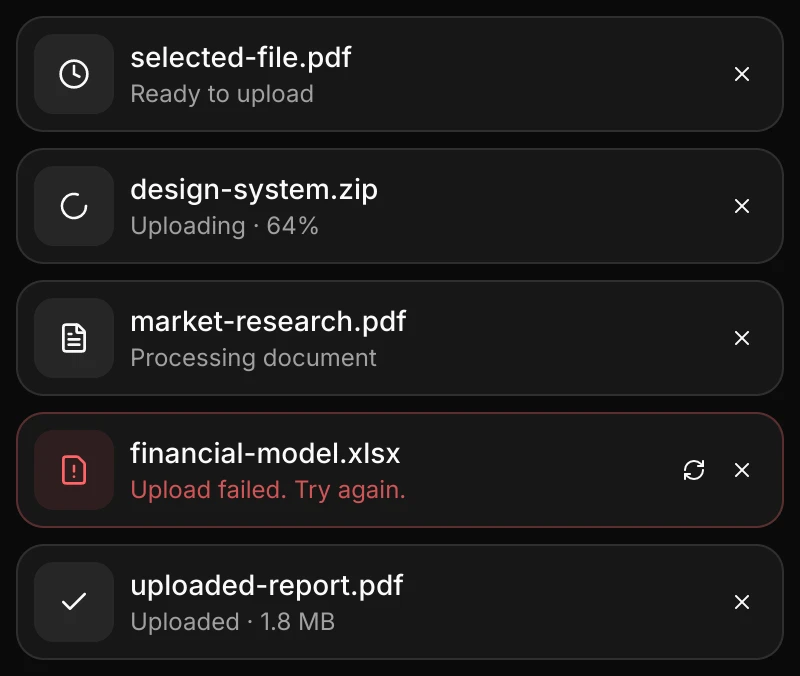 selected-file.pdf
Ready to upload
design-system.zip
Uploading · 64%
market-research.pdf
Processing document
financial-model.xlsx
Upload failed. Try again.
uploaded-report.pdf
Uploaded · 1.8 MB